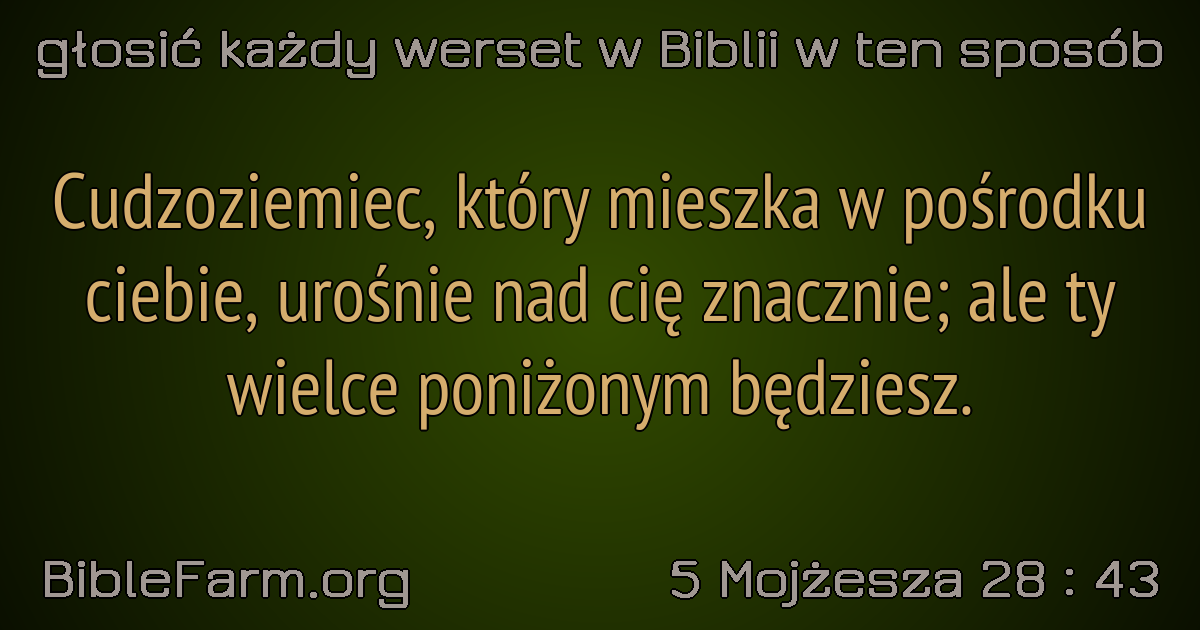 głosić każdy werset w Biblii w ten sposób
Cudzoziemiec, który mieszka w pośrodku
ciebie, urośnie nad cię znacznie; ale ty
wielce poniżonym będziesz.
BibleFarm.org
5 Mojżesza 28 : 43